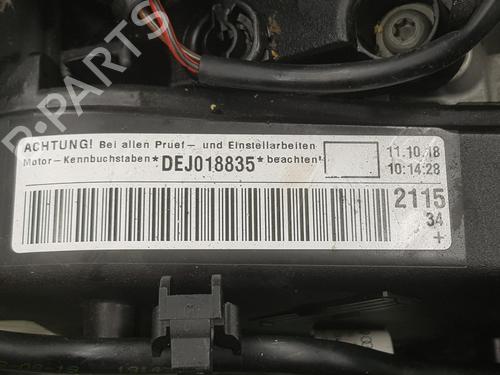 B-PARTS
ACHTUNG! Bei allen Pruef- und Einstellarbeiten
Motor-Kennbuchstaben *DEJ018835* beachten!
11.10.18
10:14:28
2115
34
+